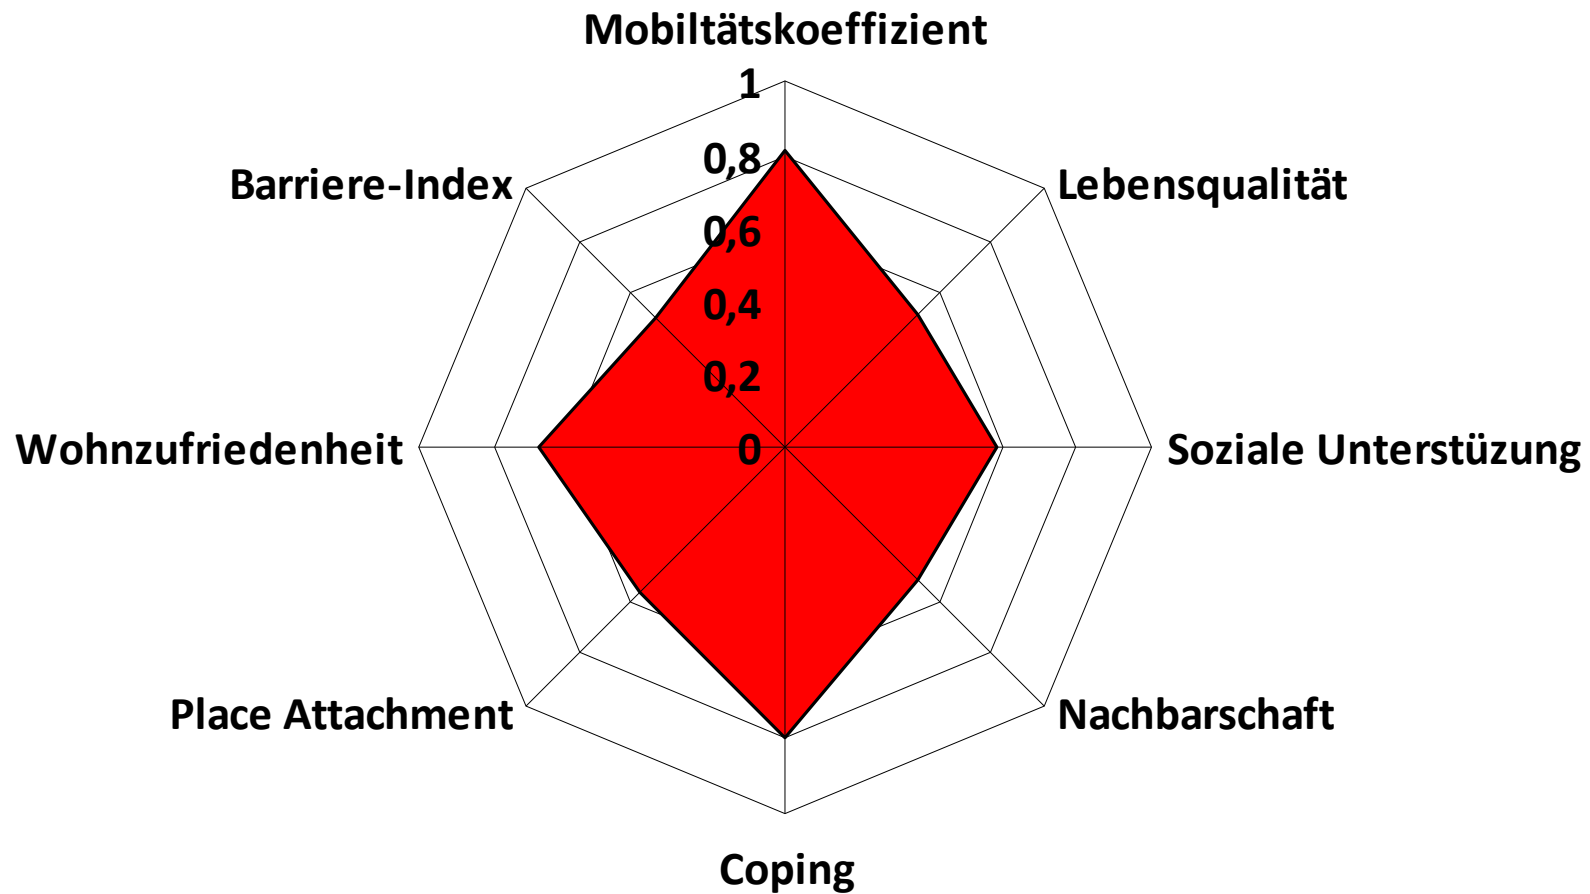 Mobiltätskoeffizient
1
0,8
Barriere-Index
Lebensqualität
0,6
0,4
0,2
0
Wohnzufriedenheit
Soziale Unterstüzung
Place Attachment
Nachbarschaft
Coping